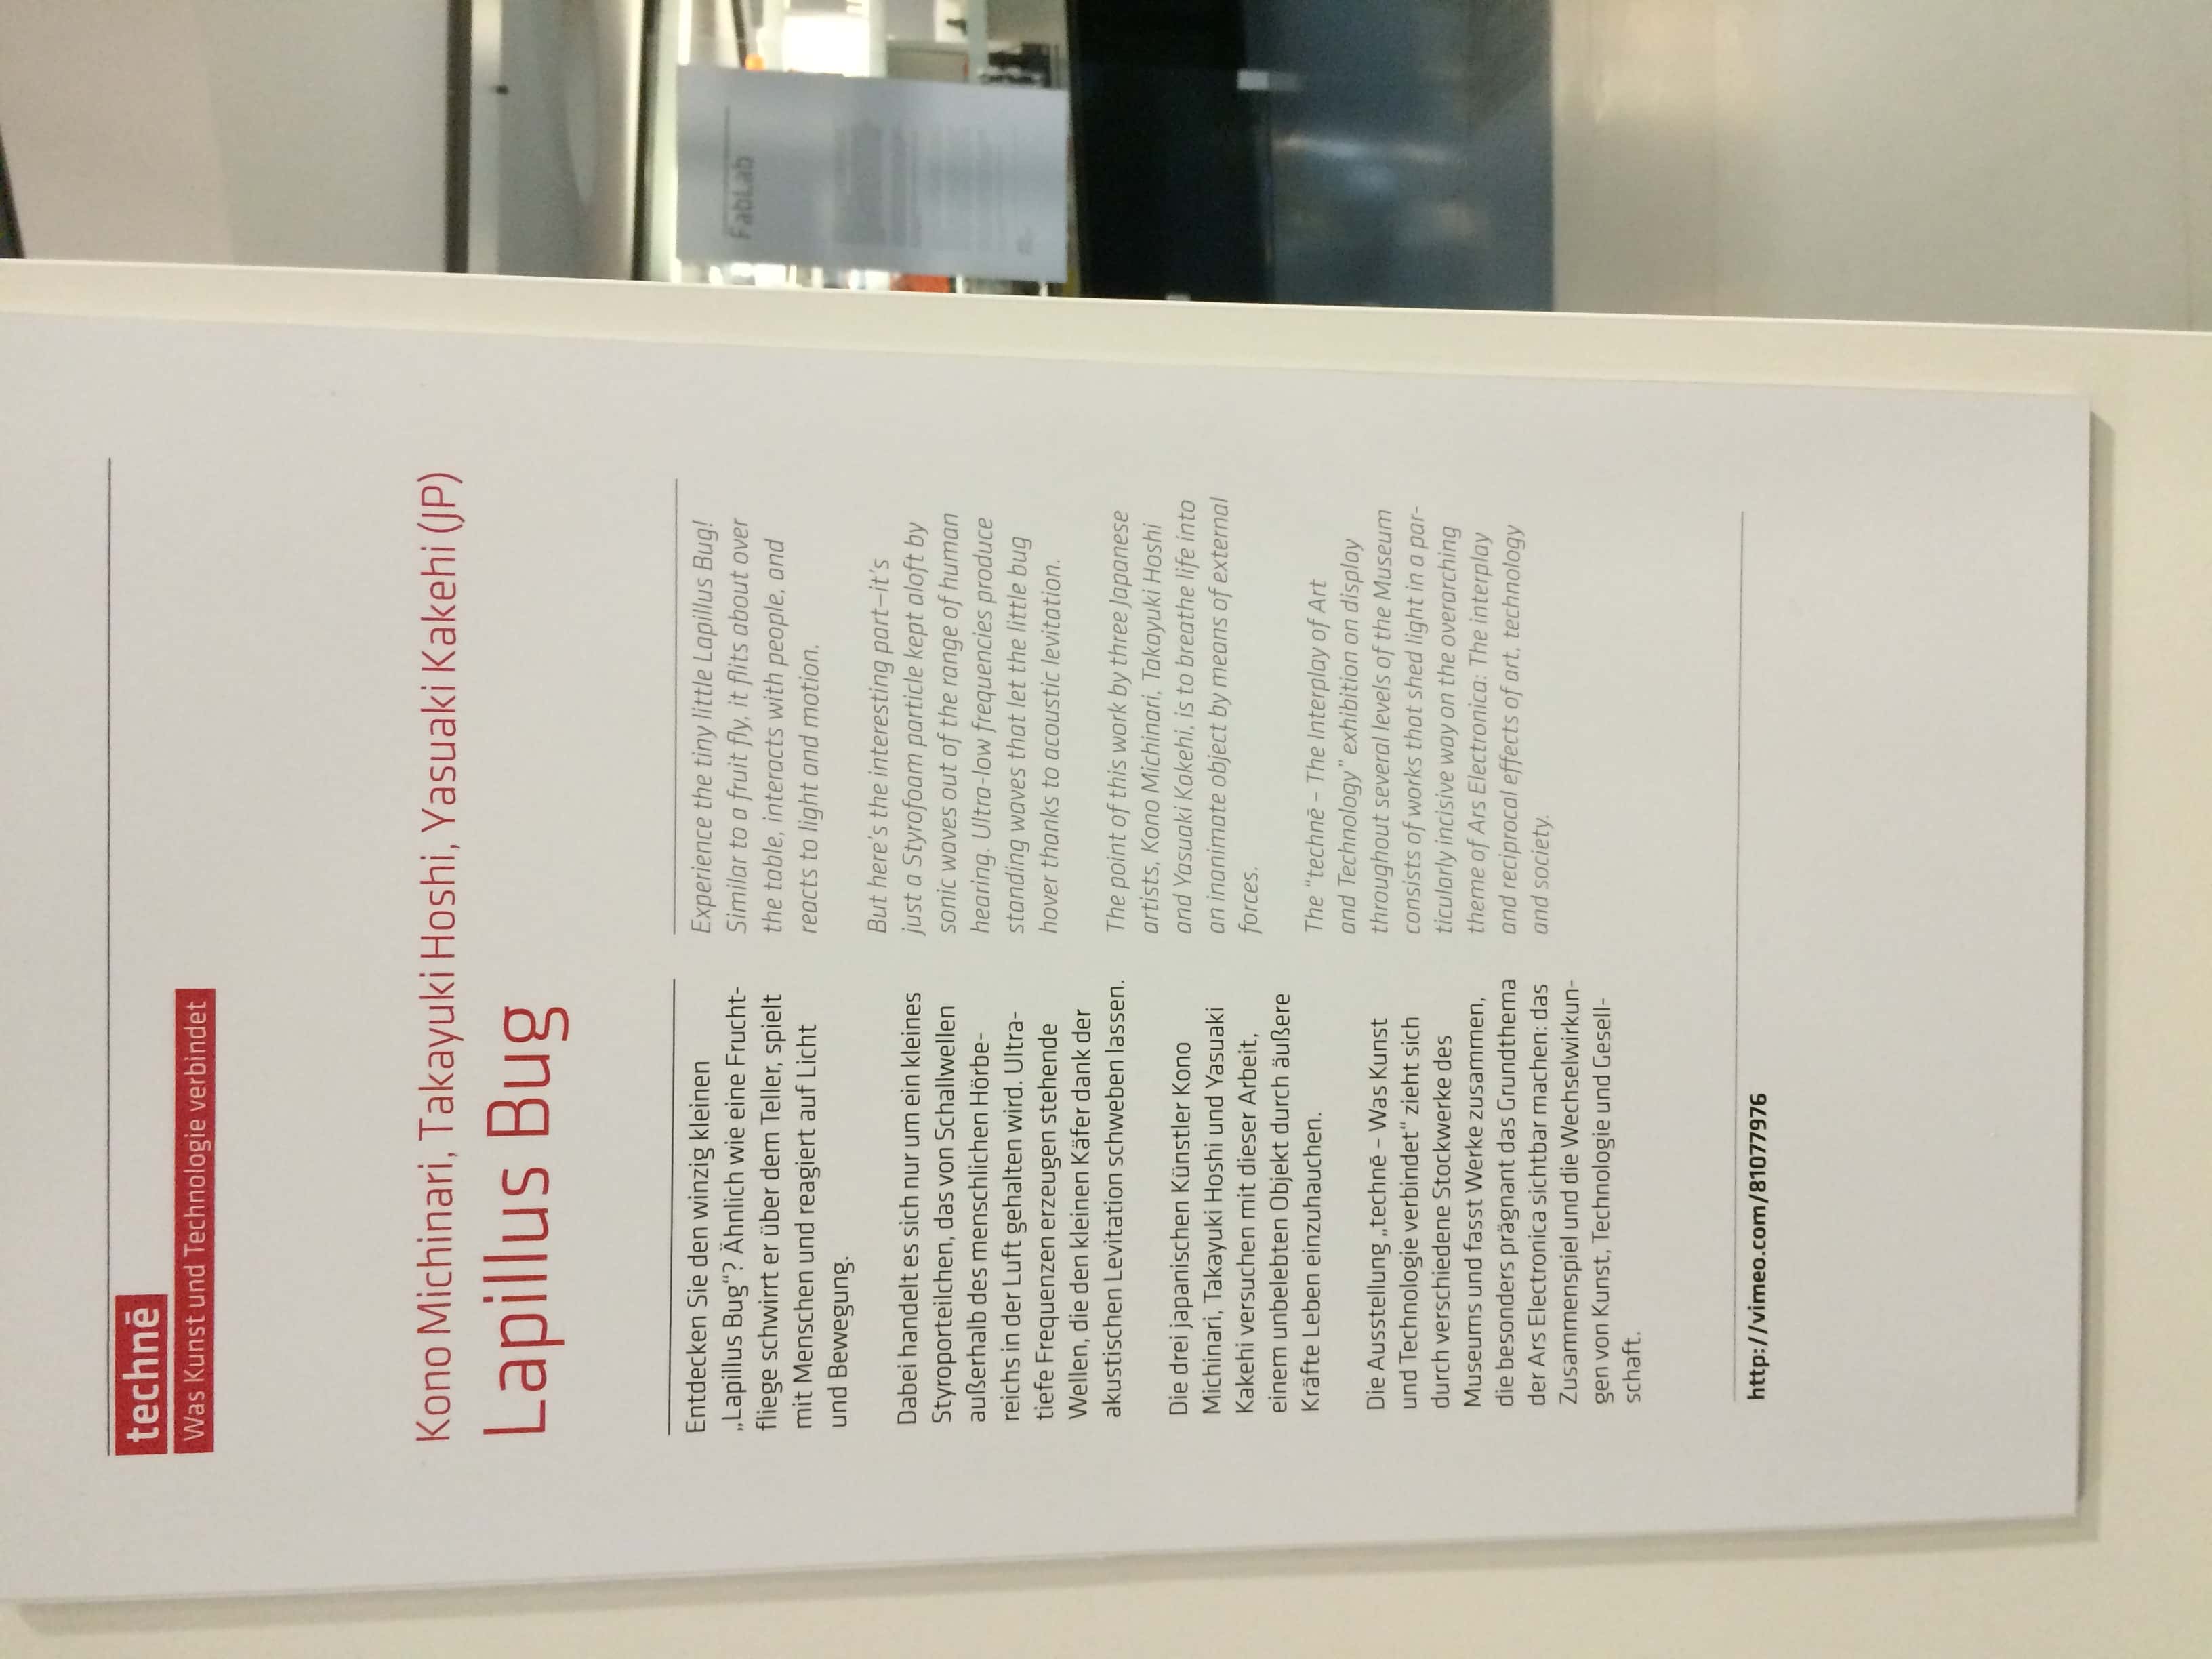 technē
Was Kunst und Technologie verbindet
Kono Michinari, Takayuki Hoshi, Yasuaki Kakehi (JP)
Lapillus Bug
Entdecken Sie den winzig kleinen
„Lapillus Bug“? Ähnlich wie eine Frucht-
fliege schwirrt er über dem Teller, spielt
mit Menschen und reagiert auf Licht
und Bewegung.
Dabei handelt es sich nur um ein kleines
Styroporteilchen, das von Schallwellen
außerhalb des menschlichen Hörbe-
reichs in der Luft gehalten wird. Ultra-
tiefe Frequenzen erzeugen stehende
Wellen, die den kleinen Käfer dank der
akustischen Levitation schweben lassen.
Die drei japanischen Künstler Kono
Michinari, Takayuki Hoshi und Yasuaki
Kakehi versuchen mit dieser Arbeit,
einem unbelebten Objekt durch äußere
Kräfte Leben einzuhauchen.
Die Ausstellung „technē – Was Kunst
und Technologie verbindet“ zieht sich
durch verschiedene Stockwerke des
Museums und fasst Werke zusammen,
die besonders prägnant das Grundthema
der Ars Electronica sichtbar machen: das
Zusammenspiel und die Wechselwirkun-
gen von Kunst, Technologie und Gesell-
schaft.
Experience the tiny little Lapillus Bug!
Similar to a fruit fly, it flits about over
the table, interacts with people, and
reacts to light and motion.
But here's the interesting part—it's
just a Styrofoam particle kept aloft by
sonic waves out of the range of human
hearing. Ultra-low frequencies produce
standing waves that let the little bug
hover thanks to acoustic levitation.
The point of this work by three Japanese
artists, Kono Michinari, Takayuki Hoshi
and Yasuaki Kakehi, is to breathe life into
an inanimate object by means of external
forces.
The “technē – The Interplay of Art
and Technology” exhibition on display
throughout several levels of the Museum
consists of works that shed light in a par-
ticularly incisive way on the overarching
theme of Ars Electronica: The interplay
and reciprocal effects of art, technology
and society.
http://vimeo.com/81077976
FabLab